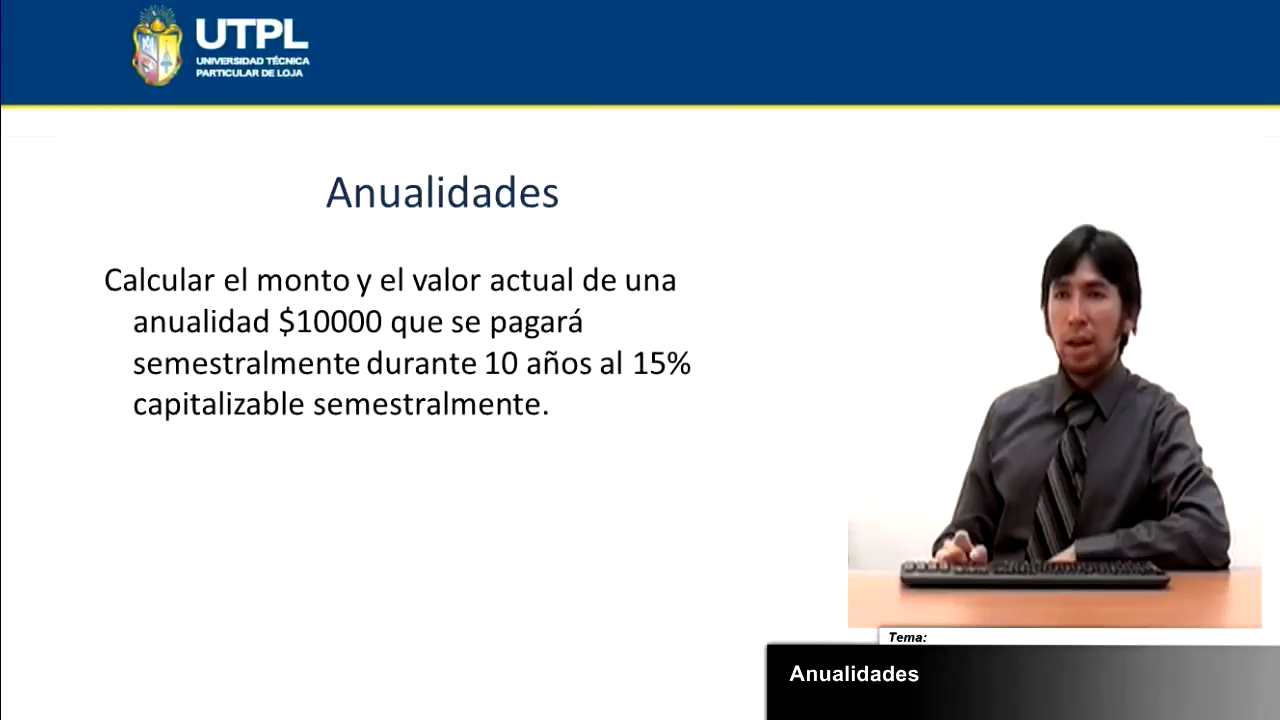 UTPL
UNIVERSIDAD TÉCNICA
PARTICULAR DE LOJA
Anualidades
Calcular el monto y el valor actual de una
anualidad $10000 que se pagará
semestralmente durante 10 años al 15%
capitalizable semestralmente.
Tema:
Anualidades